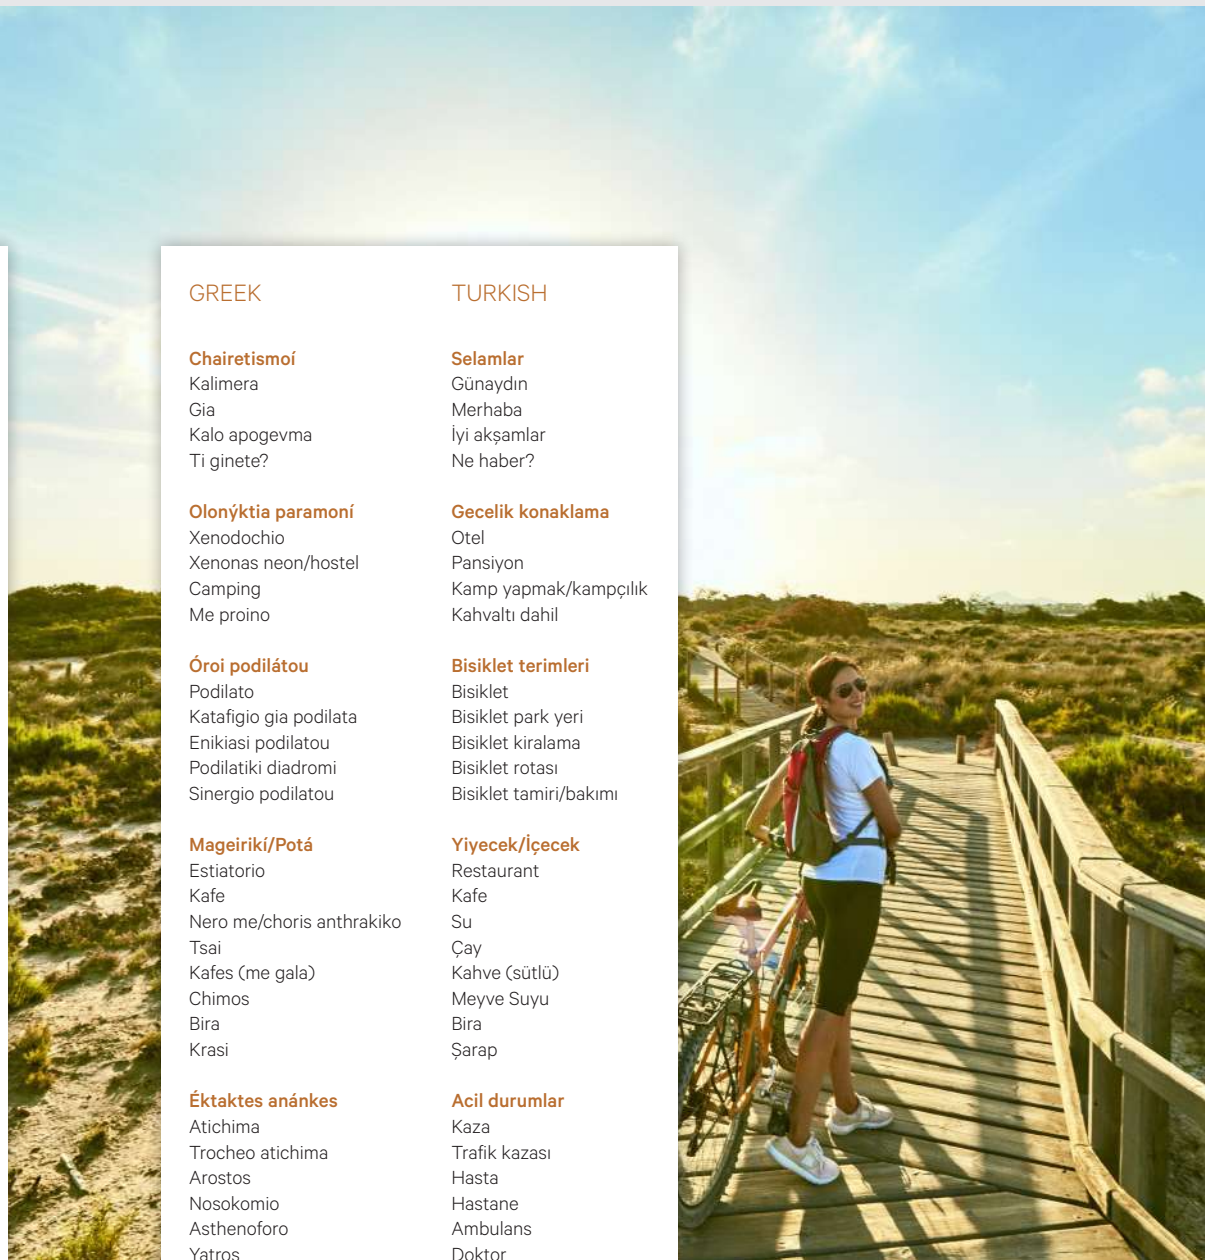 GREEK
Chairetismoí
Kalimera
Gia
Kalo apogevma
Ti ginete?
Olonýktia paramoní
Xenodochio
Xenonas neon/hostel
Camping
Me proino
Óroi podilátou
Podilato
Katafigio gia podilata
Enikiasi podilatou
Podilatiki diadromi
Sinergio podilatou
Mageirikí/Potá
Estiatorio
Kafe
Nero me/choris anthrakiko
Tsai
Kafes (me gala)
Chimos
Bira
Krasi
Éktaktes anánkes
Atichima
Trocheo atichima
Arostos
Nosokomio
Asthenoforo
Yatros
TURKISH
Selamlar
Günaydın
Merhaba
İyi akşamlar
Ne haber?
Gecelik konaklama
Otel
Pansiyon
Kamp yapmak/kampçılık
Kahvaltı dahil
Bisiklet terimleri
Bisiklet
Bisiklet park yeri
Bisiklet kiralama
Bisiklet rotası
Bisiklet tamiri/bakımı
Yiyecek/İçecek
Restaurant
Kafe
Su
Çay
Kahve (sütlü)
Meyve Suyu
Bira
Şarap
Acil durumlar
Kaza
Trafik kazası
Hasta
Hastane
Ambulans
Doktor